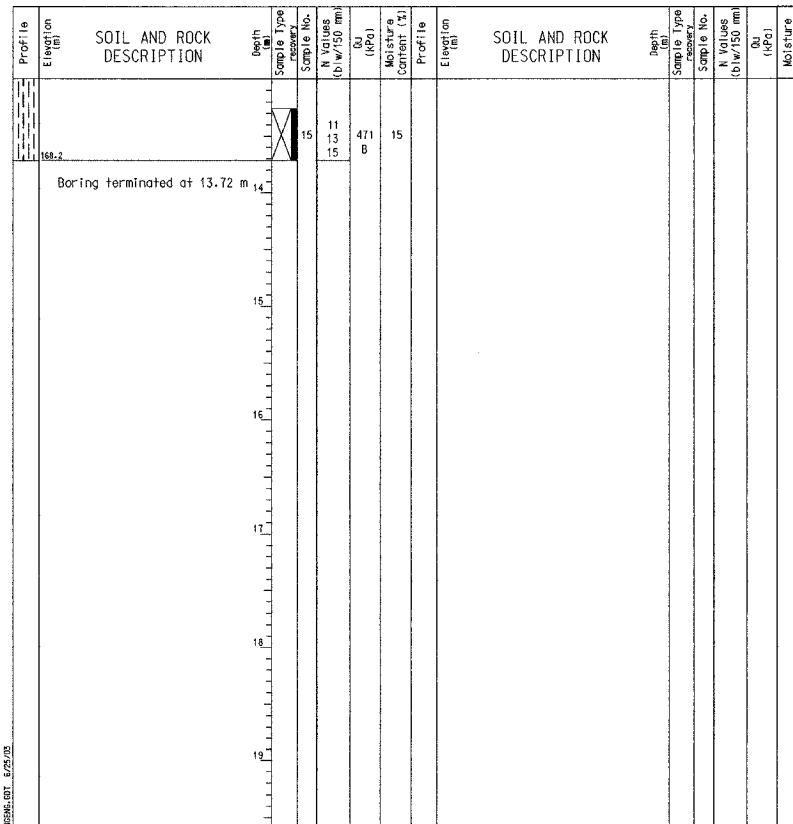 Profile
Elevation
(m)
SOIL AND ROCK
DESCRIPTION
Depth
(m)
Sample Type
recovery
Sample No.
N Values
(blw/150 mm)
Qu
(kPa)
Moisture
Content (%)
Profile
Elevation
(m)
SOIL AND ROCK
DESCRIPTION
Depth
(m)
Sample Type
recovery
Sample No.
N Values
(blw/150 mm)
Qu
(kPa)
Moisture
15
11
13
15
471
B
15
168.2
Boring terminated at 13.72 m
14
15
16
17
18
19
6/25/03